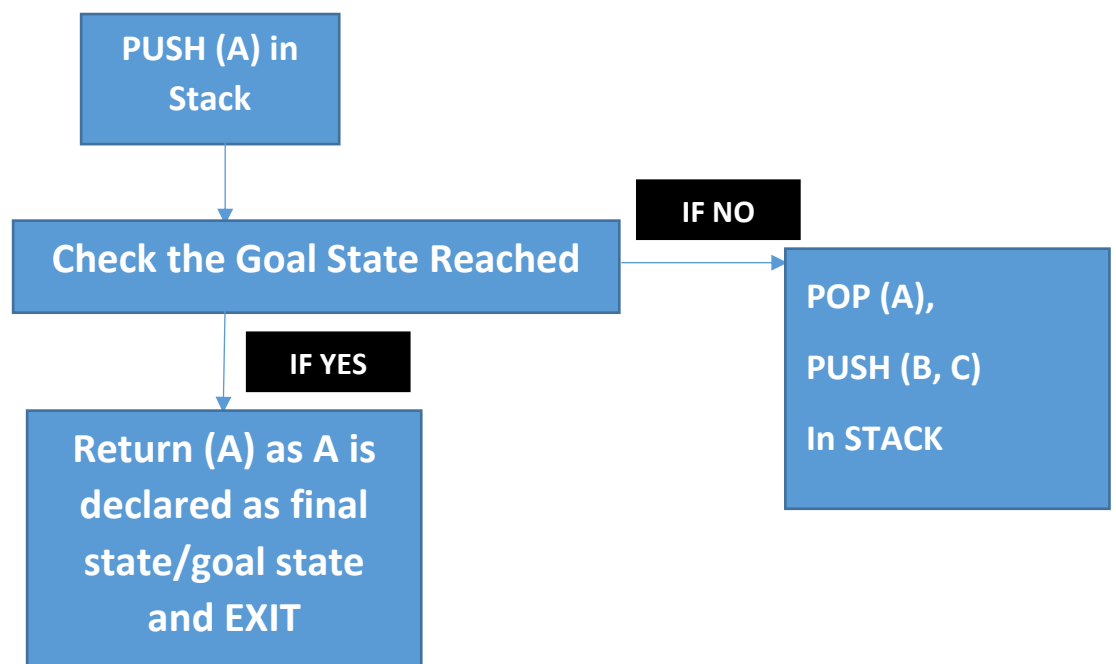 PUSH (A) in
Stack
IF NO
Check the Goal State Reached
POP (A),
PUSH (B, C)
In STACK
IF YES
Return (A) as A is
declared as final
state/goal state
and EXIT